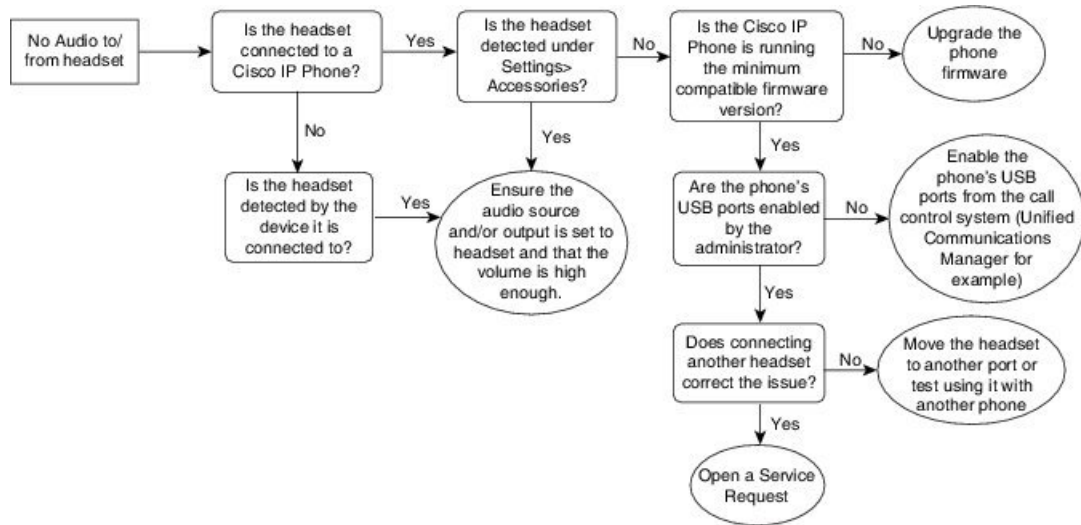 No Audio to/
from headset
Is the headset
connected to a
Cisco IP Phone?
Yes
Is the headset
detected under
Settings>
Accessories?
No
Is the Cisco IP
Phone is running
the minimum
compatible firmware
version?
No
Upgrade the
phone
firmware
No
Yes
Yes
Is the headset
detected by the
device it is
connected to?
Yes
Ensure the
audio source
and/or output is set to
headset and that the
volume is high
enough.
Are the phone's
USB ports enabled
by the
administrator?
No
Enable the
phone's USB
ports from the call
control system (Unified
Communications
Manager for
example)
Yes
Does connecting
another headset
correct the issue?
No
Move the headset
to another port or
test using it with
another phone
Yes
Open a Service
Request